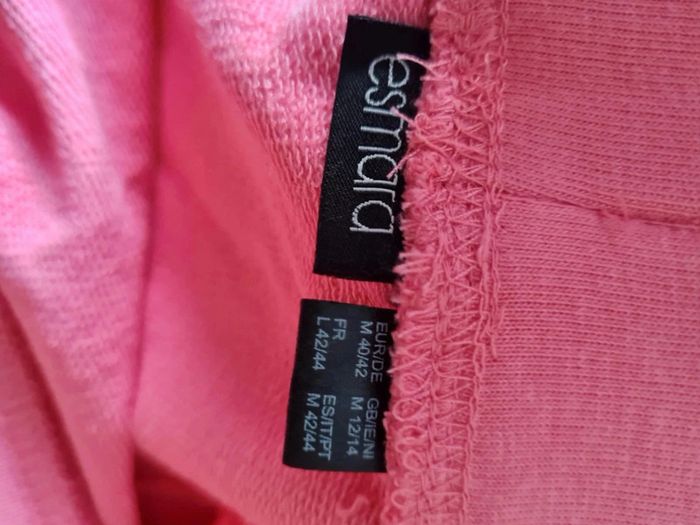 esmara
EUR/DE GB/IE/NI
M 40/42 M 12/14
FR ES/IT/PT
L 42/44 M 42/44